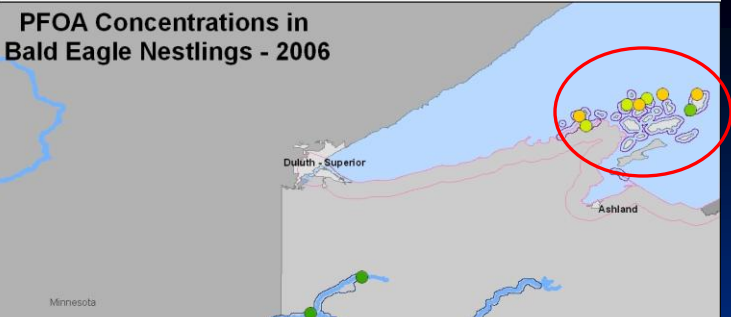 PFOA Concentrations in
Bald Eagle Nestlings - 2006
Duluth - Superior
Ashland
Minnesota